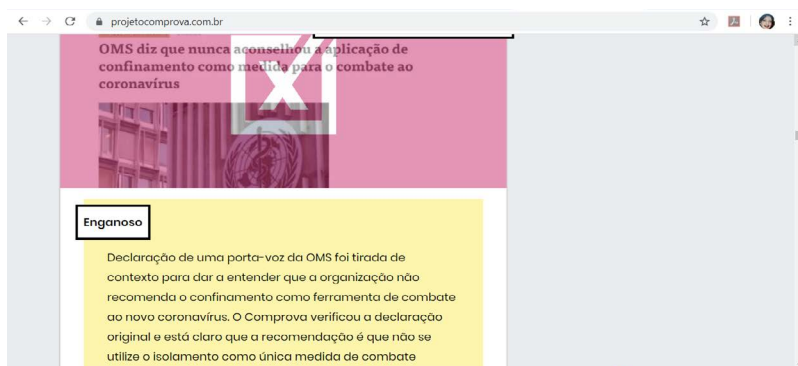 projetocomprova.com.br
OMS diz que nunca aconselhou a aplicação de
confinamento como medida para o combate ao
coronavírus
Enganoso
Declaração de uma porta-voz da OMS foi tirada de
contexto para dar a entender que a organização não
recomenda o confinamento como ferramenta de combate
ao novo coronavírus. O Comprova verificou a declaração
original e está claro que a recomendação é que não se
utilize o isolamento como única medida de combate